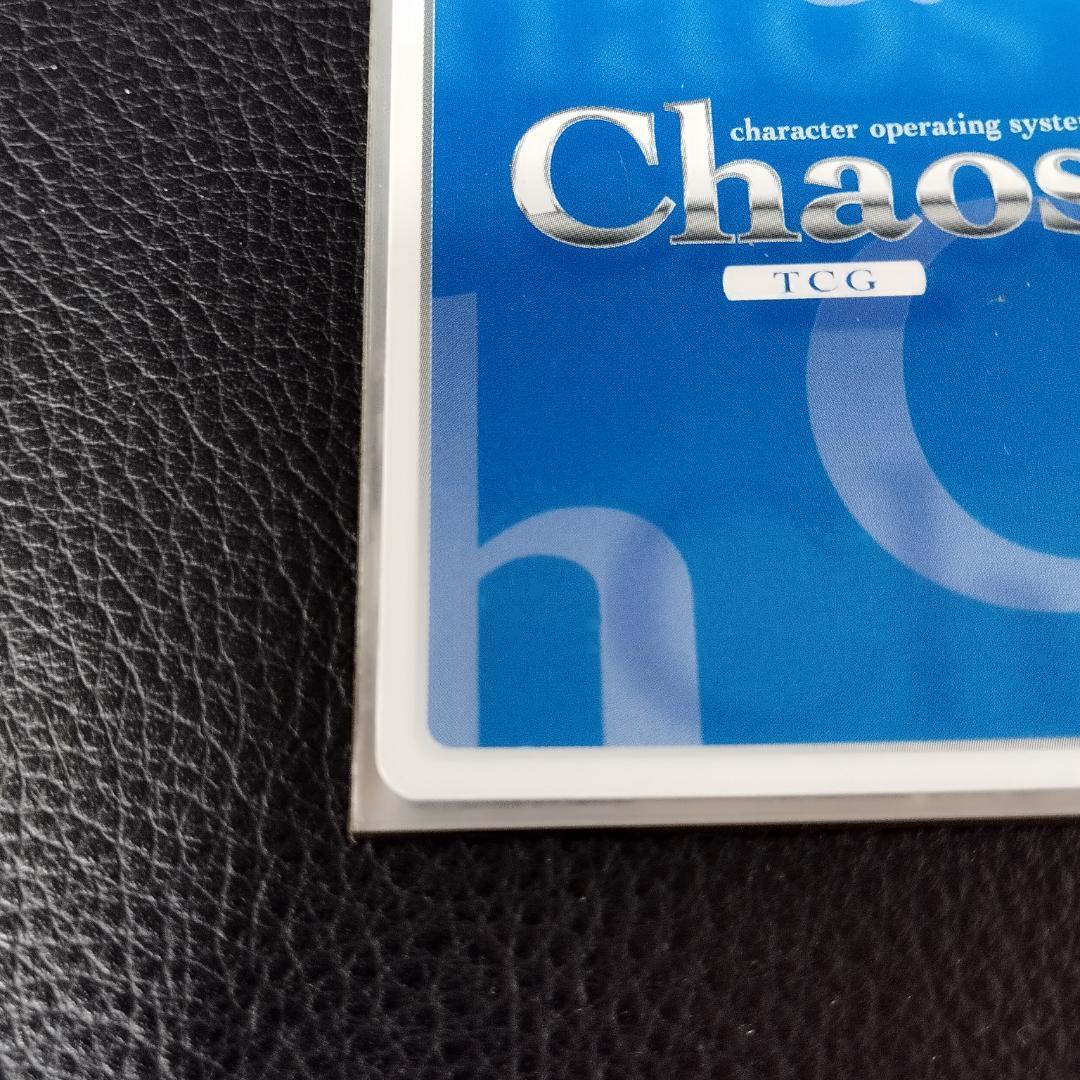 character operating syste
Chaos
TCG
h